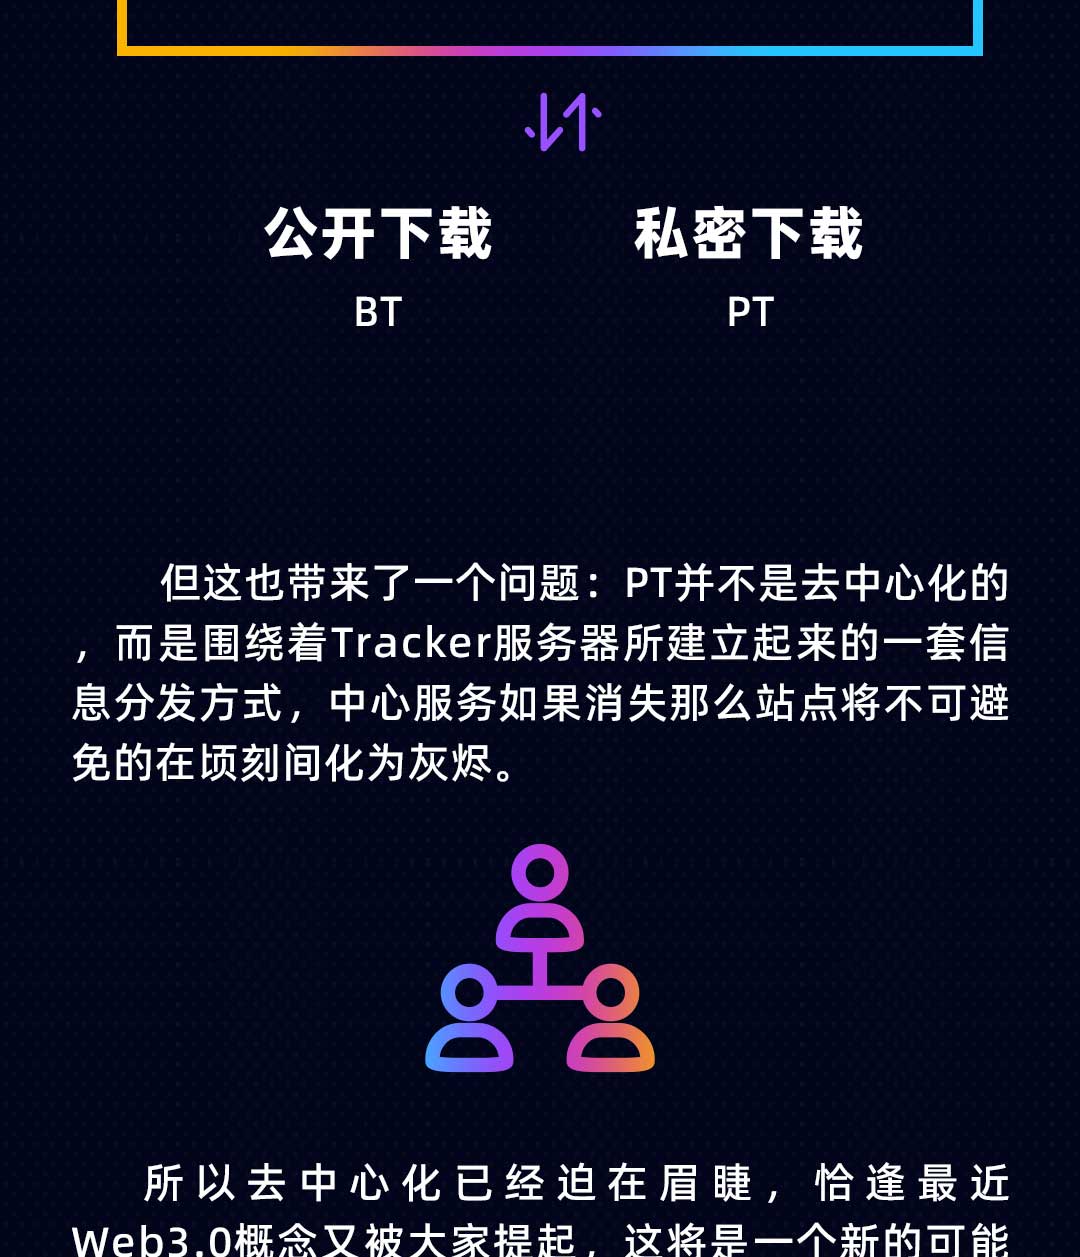 公开下载 私密下载
BT PT
但这也带来了一个问题：PT并不是去中心化的
，而是围绕着Tracker服务器所建立起来的一套信
息分发方式，中心服务如果消失那么站点将不可避
免的在顷刻间化为灰烬。
所以去中心化已经迫在眉睫，恰逢最近
Web3.0概念又被大家提起，这将是一个新的可能